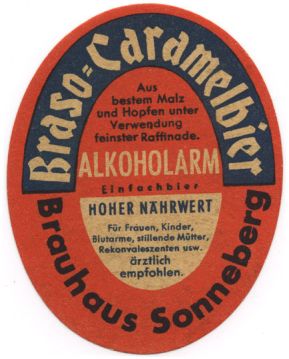 Braso=Caramelbier
Aus
bestem Malz
und Hopfen unter
Verwendung
feinster Raffinade.
ALKOHOLARM
Einfachbier
HOHER NÄHRWERT
Für Frauen, Kinder,
Blutarme, stillende Mütter,
Rekonvaleszenten usw.
ärztlich
empfohlen.
Brauhaus Sonneberg